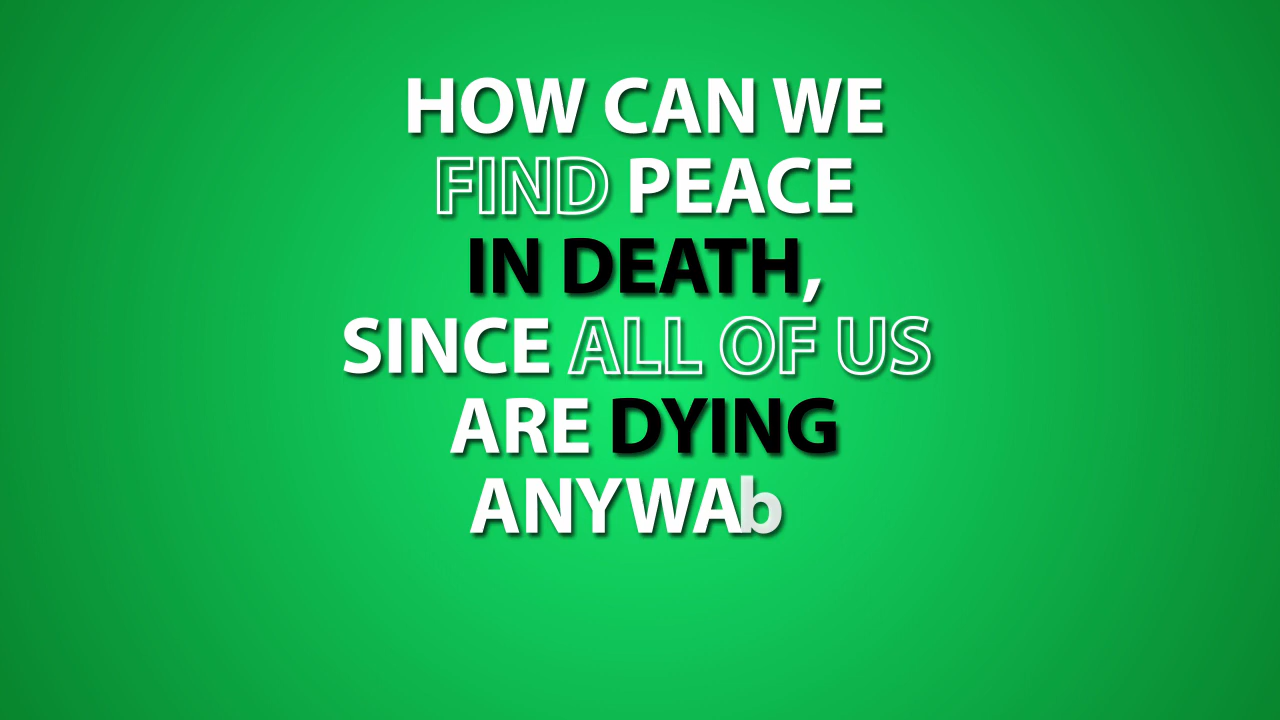 HOW CAN WE
FIND PEACE
IN DEATH,
SINCE ALL OF US
ARE DYING
ANYWAb